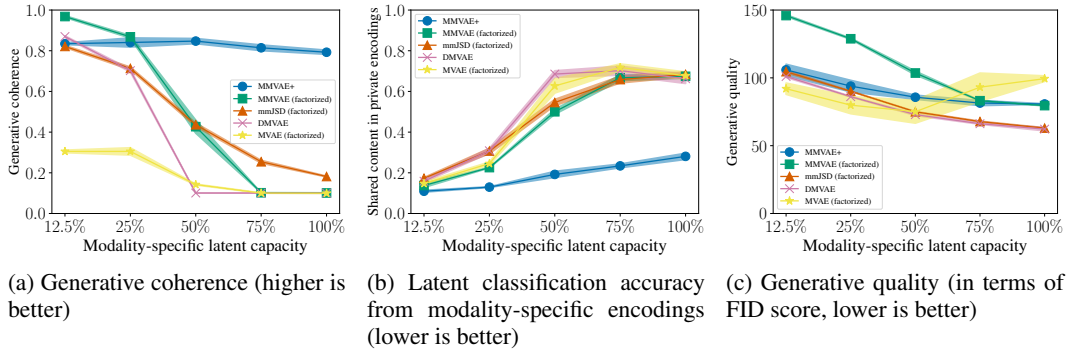 Generative coherence
1.0
0.8
0.6
0.4
0.2
0.0
MMVAE+
MMVAE (factorized)
mmJSD (factorized)
DMVAE
MVAE (factorized)
12.5% 25% 50% 75% 100%
Modality-specific latent capacity
(a) Generative coherence (higher is
better)
Shared content in private encodings
1.0
0.8
0.6
0.4
0.2
0.0
MMVAE+
MMVAE (factorized)
mmJSD (factorized)
DMVAE
MVAE (factorized)
12.5% 25% 50% 75% 100%
Modality-specific latent capacity
(b) Latent classification accuracy
from modality-specific encodings
(lower is better)
Generative quality
150
100
50
0
MMVAE+
MMVAE (factorized)
mmJSD (factorized)
DMVAE
MVAE (factorized)
12.5% 25% 50% 75% 100%
Modality-specific latent capacity
(c) Generative quality (in terms of
FID score, lower is better)